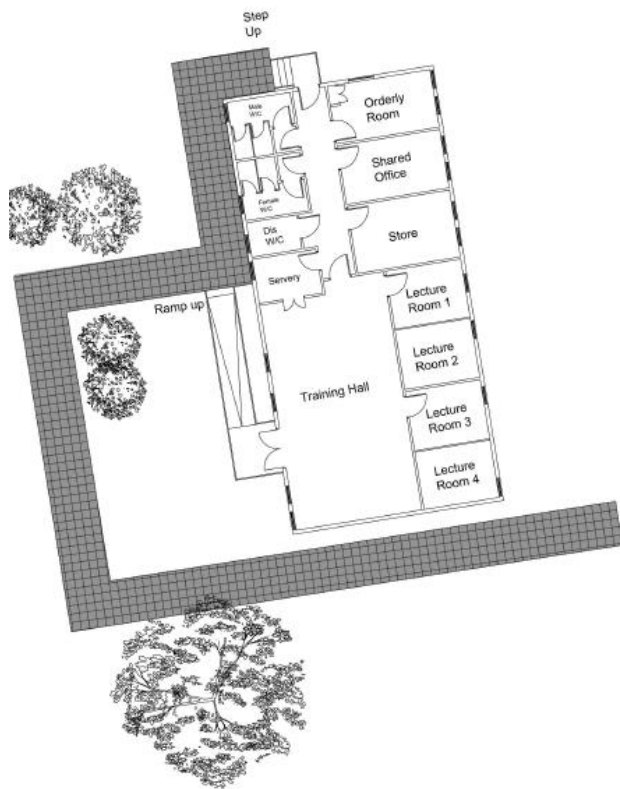 Step
Up
Male
W/C
Orderly
Room
Shared
Office
Female
W/C
Dis
W/C
Store
Servery
Ramp up
Lecture
Room 1
Lecture
Room 2
Training Hall
Lecture
Room 3
Lecture
Room 4